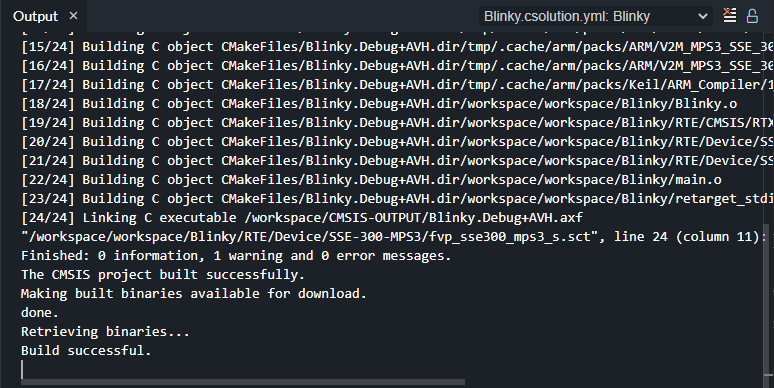 Output
Blinky.csolution.yml: Blinky
[15/24] Building C object CMakeFiles/Blinky.Debug+AVH.dir/tmp/.cache/arm/packs/ARM/V2M_MPS3_SSE_30
[16/24] Building C object CMakeFiles/Blinky.Debug+AVH.dir/tmp/.cache/arm/packs/ARM/V2M_MPS3_SSE_30
[17/24] Building C object CMakeFiles/Blinky.Debug+AVH.dir/tmp/.cache/arm/packs/Keil/ARM_Compiler/1
[18/24] Building C object CMakeFiles/Blinky.Debug+AVH.dir/workspace/workspace/Blinky/Blinky.o
[19/24] Building C object CMakeFiles/Blinky.Debug+AVH.dir/workspace/workspace/Blinky/RTE/CMSIS/RTX
[20/24] Building C object CMakeFiles/Blinky.Debug+AVH.dir/workspace/workspace/Blinky/RTE/Device/SS
[21/24] Building C object CMakeFiles/Blinky.Debug+AVH.dir/workspace/workspace/Blinky/RTE/Device/SS
[22/24] Building C object CMakeFiles/Blinky.Debug+AVH.dir/workspace/workspace/Blinky/main.o
[23/24] Building C object CMakeFiles/Blinky.Debug+AVH.dir/workspace/workspace/Blinky/retarget_stdi
[24/24] Linking C executable /workspace/CMSIS-OUTPUT/Blinky.Debug+AVH.axf
"/workspace/workspace/Blinky/RTE/Device/SSE-300-MPS3/fvp_sse300_mps3_s.sct", line 24 (column 11):
Finished: 0 information, 1 warning and 0 error messages.
The CMSIS project built successfully.
Making built binaries available for download.
done.
Retrieving binaries...
Build successful.